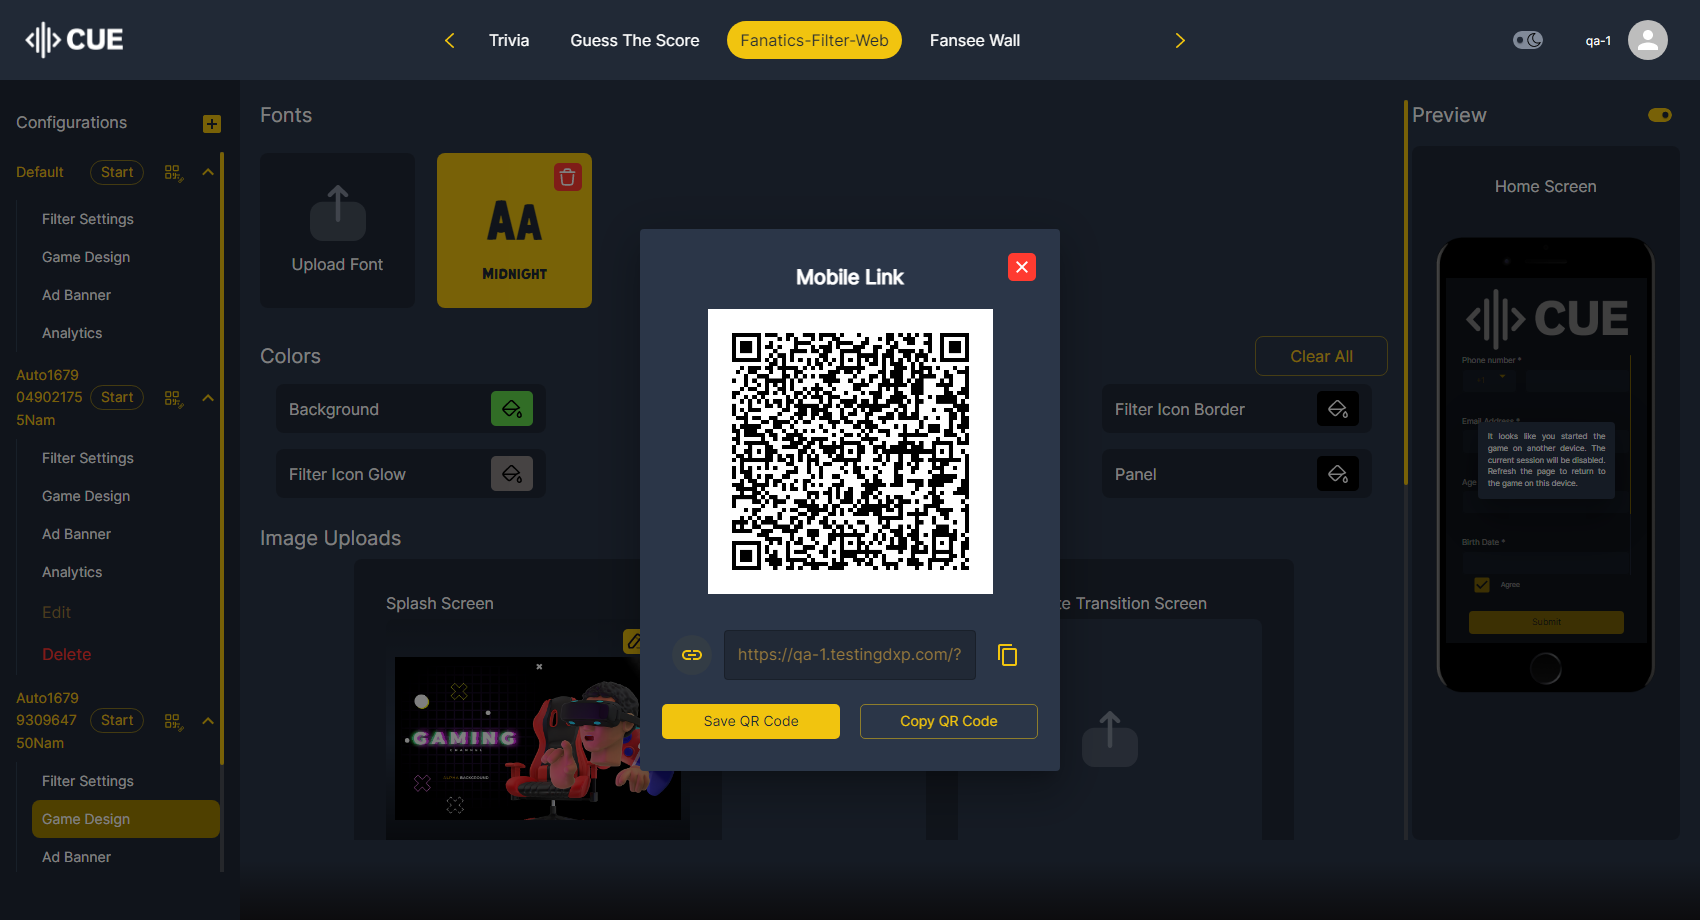 CUE
Trivia
Guess The Score
Fanatics-Filter-Web
Fansee Wall
qa-1
Configurations
Default
Start
Filter Settings
Game Design
Ad Banner
Analytics
Auto1679
04902175
5Nam
Start
Filter Settings
Game Design
Ad Banner
Analytics
Edit
Delete
Auto1679
9309647
50Nam
Start
Filter Settings
Game Design
Ad Banner
Fonts
Upload Font
AA
MIDNIGHT
Colors
Clear All
Background
Filter Icon Border
Filter Icon Glow
Panel
Image Uploads
Splash Screen
GAMING
CHANNEL
ALPHA BACKGROUND
Transition Screen
Mobile Link
https://qa-1.testingdxp.com/?
Save QR Code
Copy QR Code
Preview
Home Screen
CUE
Phone number *
+1
Email Address *
It looks like you started the
game on another device. The
current session will be disabled.
Refresh the page to return to
the game on this device.
Age
Birth Date *
Agree
Submit